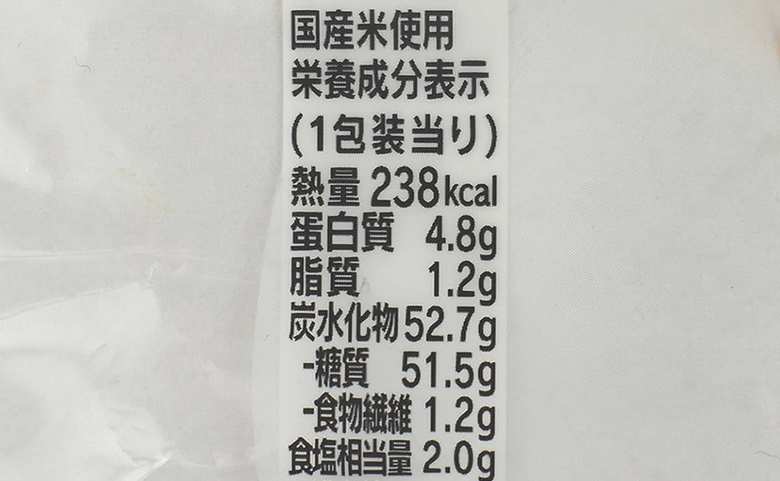 国産米使用
栄養成分表示
(1包装当り)
熱量 238kcal
蛋白質 4.8g
脂質 1.2g
炭水化物 52.7g
-糖質 51.5g
-食物繊維 1.2g
食塩相当量 2.0g